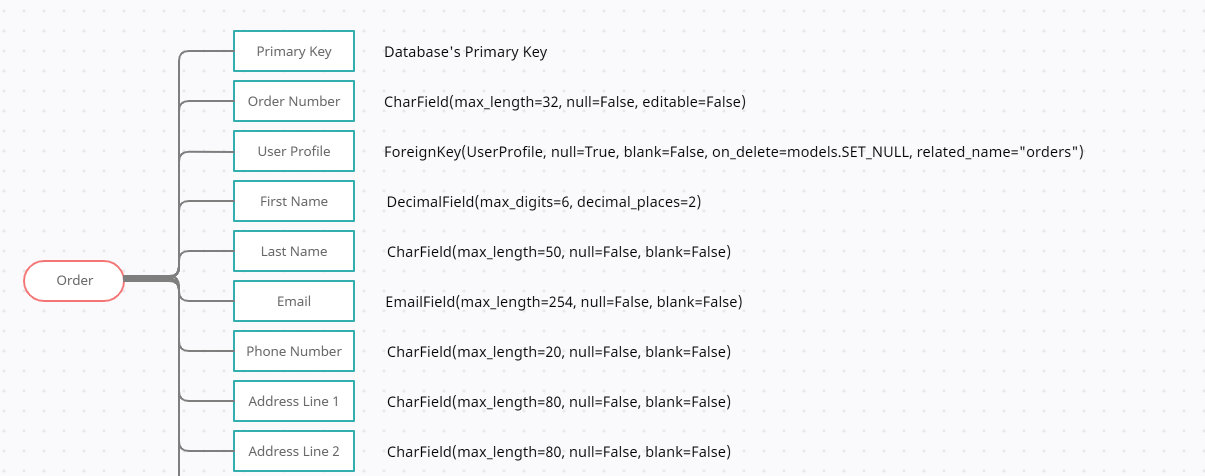 Primary Key Database's Primary Key
Order Number CharField(max_length=32, null=False, editable=False)
User Profile ForeignKey(UserProfile, null=True, blank=False, on_delete=models.SET_NULL, related_name="orders")
First Name DecimalField(max_digits=6, decimal_places=2)
Last Name CharField(max_length=50, null=False, blank=False)
Order
Email EmailField(max_length=254, null=False, blank=False)
Phone Number CharField(max_length=20, null=False, blank=False)
Address Line 1 CharField(max_length=80, null=False, blank=False)
Address Line 2 CharField(max_length=80, null=False, blank=False)